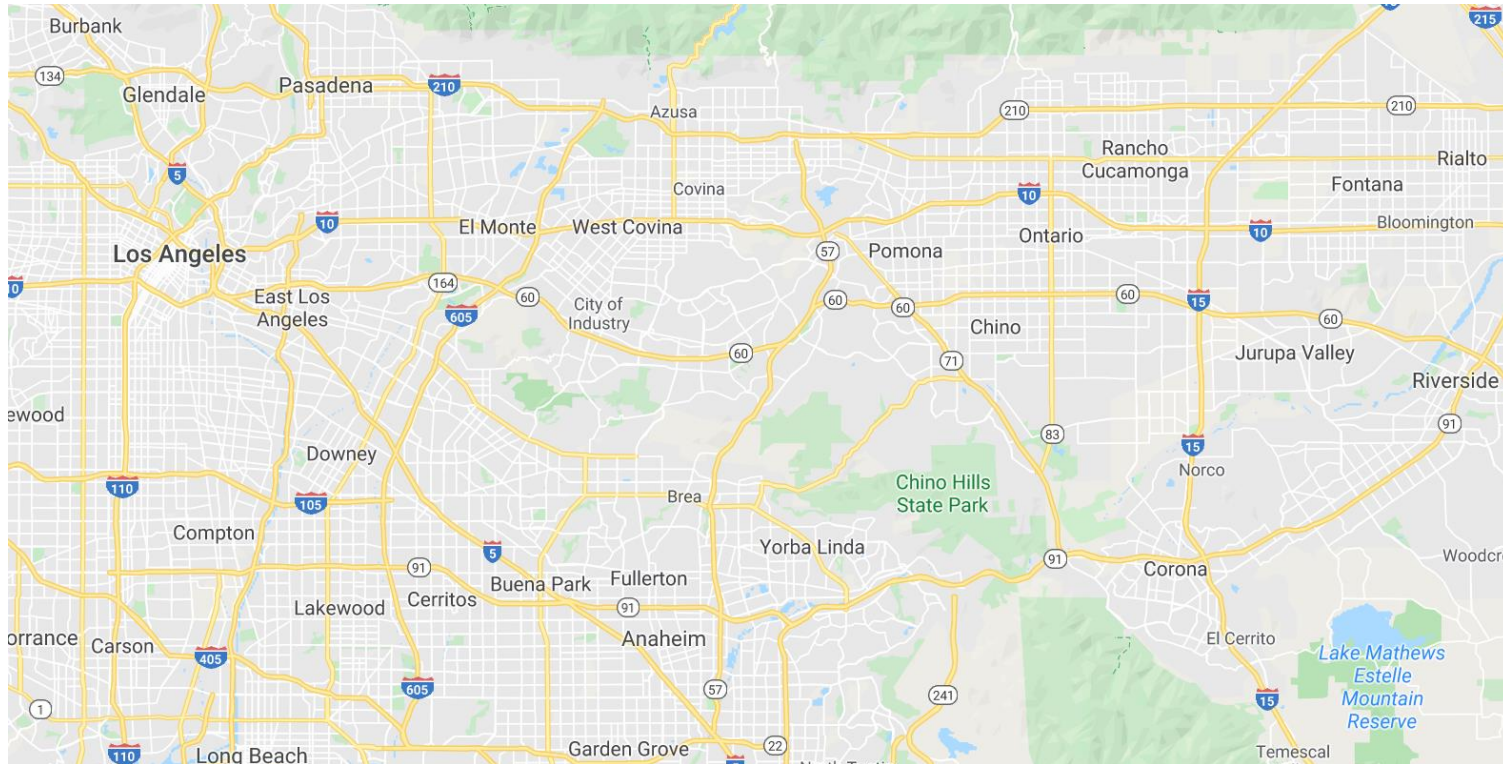 Burbank
215
134
Glendale
Pasadena
210
Azusa
210
210
5
Rancho
Cucamonga
Rialto
Covina
10
Fontana
10
El Monte
West Covina
Bloomington
10
Los Angeles
57
Pomona
Ontario
10
164
60
East Los
Angeles
605
City of
Industry
60
60
60
15
60
Chino
60
71
Jurupa Valley
Riverside
ewood
91
Downey
83
15
Norco
110
105
Brea
Chino Hills
State Park
Compton
5
Yorba Linda
91
Woodcr
91
Buena Park
Fullerton
Corona
Lakewood
Cerritos
91
orrance
Carson
Anaheim
El Cerrito
405
Lake Mathews
Estelle
Mountain
Reserve
605
57
241
15
1
110
Long Beach
Garden Grove
22
Temescal